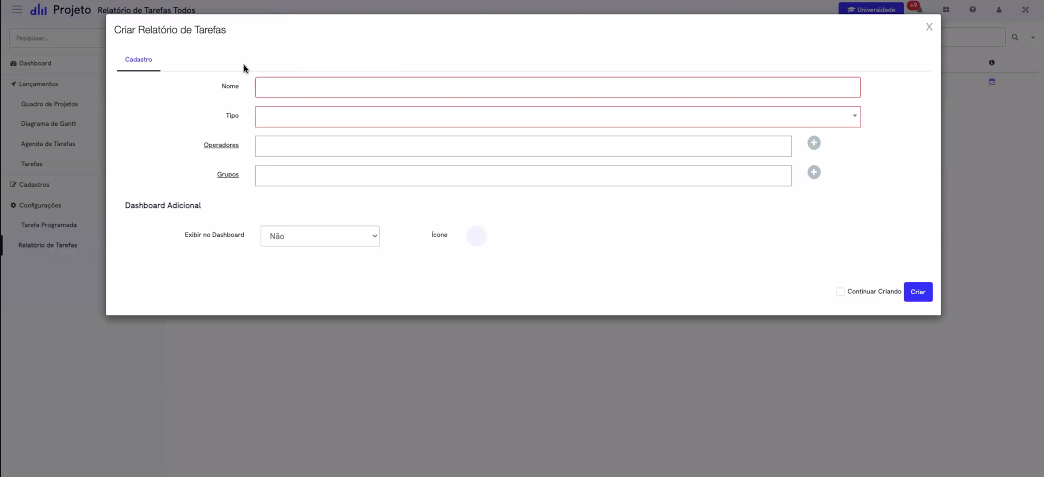 Projeto Relatório de Tarefas Todos
Universidade
+9
Pesquisar...
Dashboard
Lançamentos
Quadro de Projetos
Diagrama de Gantt
Agenda de Tarefas
Tarefas
Cadastros
Configurações
Tarefa Programada
Relatório de Tarefas
Criar Relatório de Tarefas
X
Cadastro
Nome
Tipo
Operadores
Grupos
Dashboard Adicional
Exibir no Dashboard
Não
Ícone
Continuar Criando
Criar